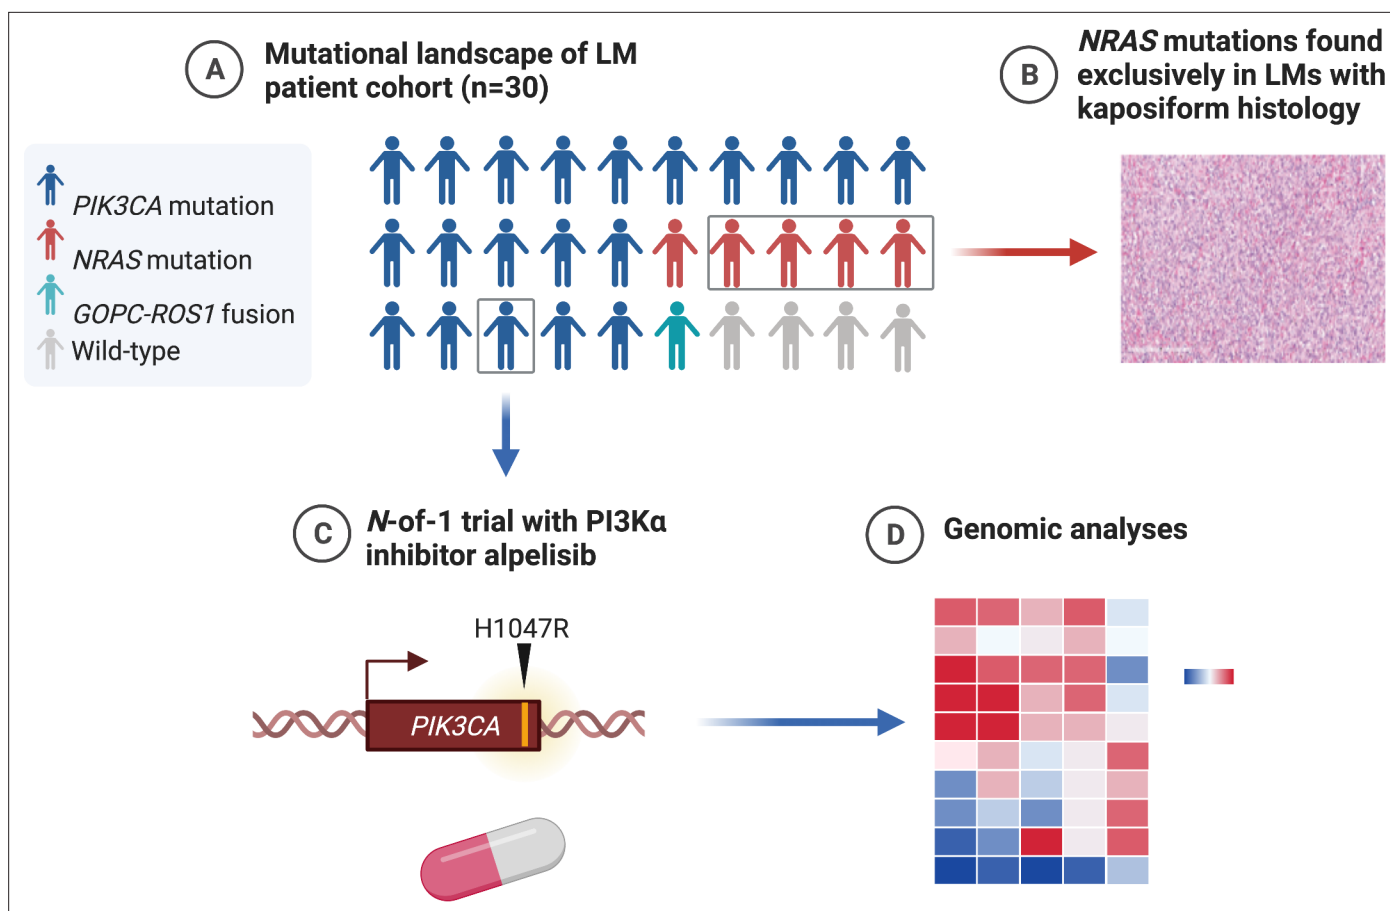 A
Mutational landscape of LM
patient cohort (n=30)
B
NRAS mutations found
exclusively in LMs with
kaposiform histology
PIK3CA mutation
NRAS mutation
GOPC-ROS1 fusion
Wild-type
C
N-of-1 trial with PI3Kα
inhibitor alpelisib
H1047R
PIK3CA
D
Genomic analyses